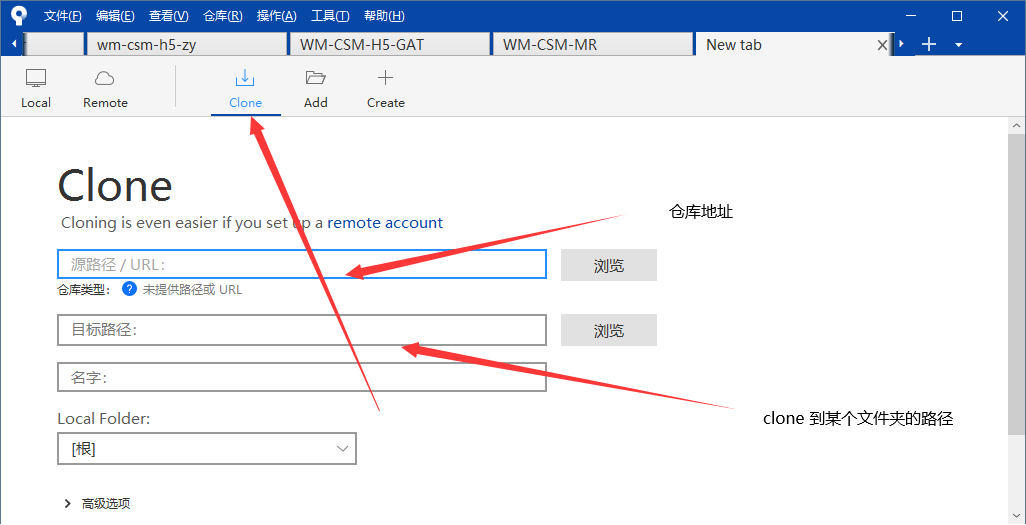 文件(F) 编辑(E) 查看(V) 仓库(R) 操作(A) 工具(T) 帮助(H)
wm-csm-h5-zy WM-CSM-H5-GAT WM-CSM-MR New tab
Local Remote Clone Add Create
Clone
Cloning is even easier if you set up a remote account
仓库地址
源路径 / URL:
浏览
仓库类型: ? 未提供路径或 URL
目标路径:
浏览
名字:
clone 到某个文件夹的路径
Local Folder:
[根]
高级选项